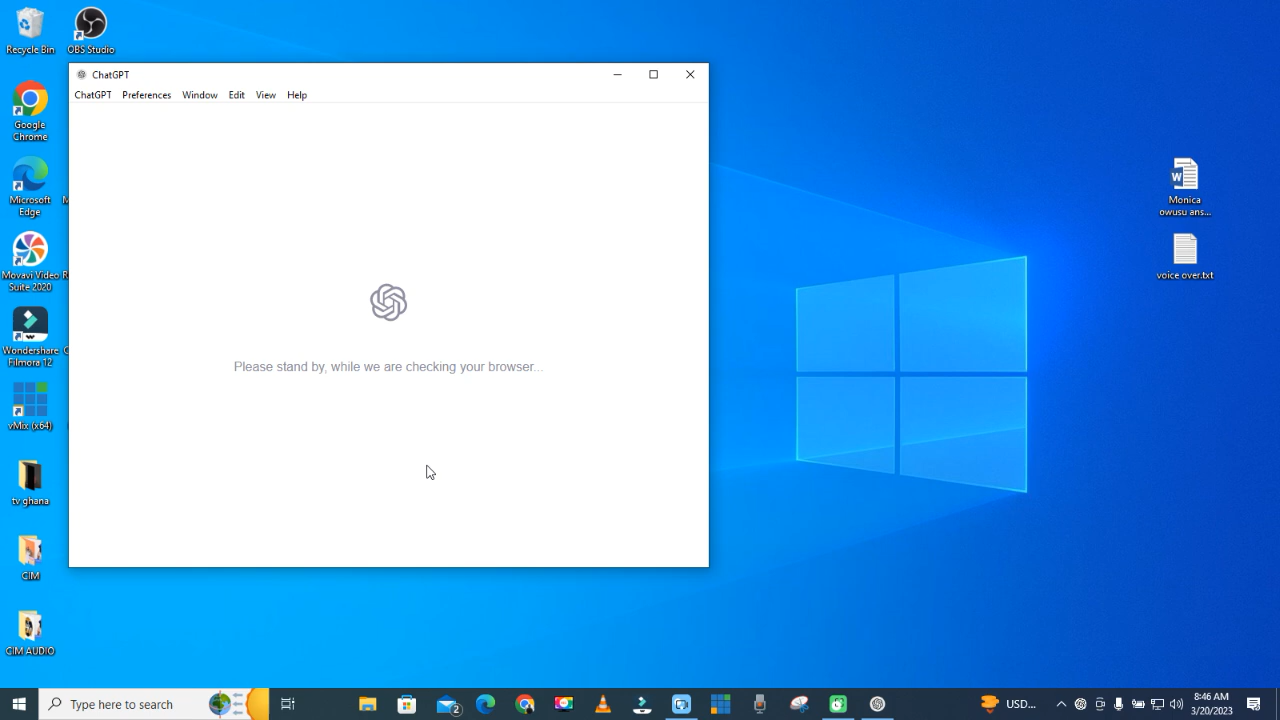 Recycle Bin
OBS Studio
Google
Chrome
Microsoft
Edge
Movavi Video
Suite 2020
Wondershare
Filmora 12
vMix (x64)
tv ghana
CIM
CIM AUDIO
ChatGPT
ChatGPT Preferences Window Edit View Help
Please stand by, while we are checking your browser...
Monica
owusu ans...
voice over.txt
Type here to search
2
USD...
8:46 AM
3/20/2023